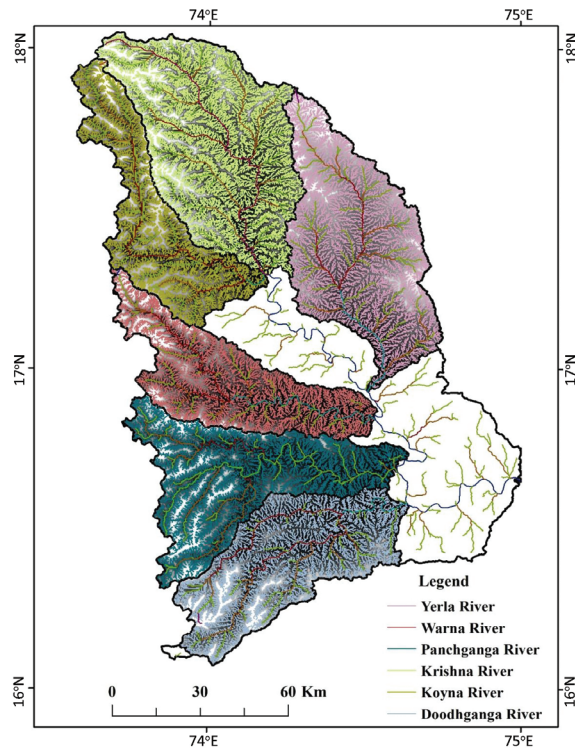 74°E 75°E
18°N 18°N
17°N 17°N
Legend
Yerla River
Warna River
Panchganga River
Krishna River
Koyna River
Doodhganga River
16°N 16°N
0 30 60 Km
74°E 75°E